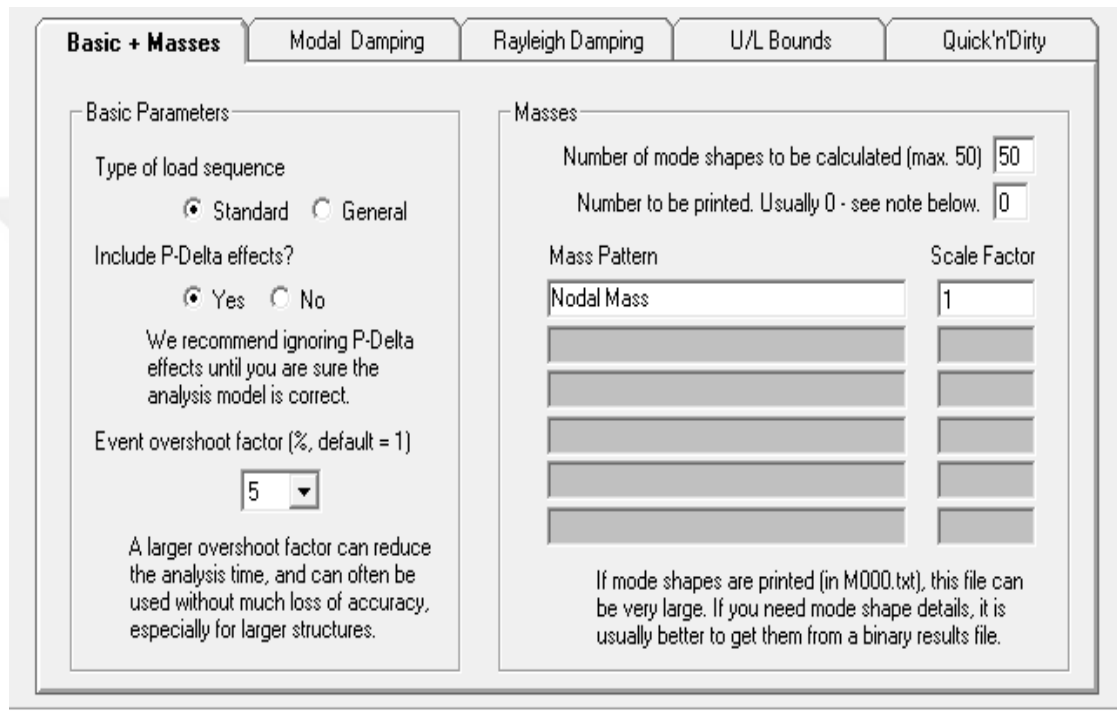 Basic + Masses
Modal Damping
Rayleigh Damping
U/L Bounds
Quick'n'Dirty
Basic Parameters
Type of load sequence
Standard
General
Include P-Delta effects?
Yes
No
We recommend ignoring P-Delta
effects until you are sure the
analysis model is correct.
Event overshoot factor (%, default = 1)
5
A larger overshoot factor can reduce
the analysis time, and can often be
used without much loss of accuracy,
especially for larger structures.
Masses
Number of mode shapes to be calculated (max. 50) 50
Number to be printed. Usually 0 - see note below. 0
Mass Pattern
Scale Factor
Nodal Mass
1
If mode shapes are printed (in M000.txt), this file can
be very large. If you need mode shape details, it is
usually better to get them from a binary results file.